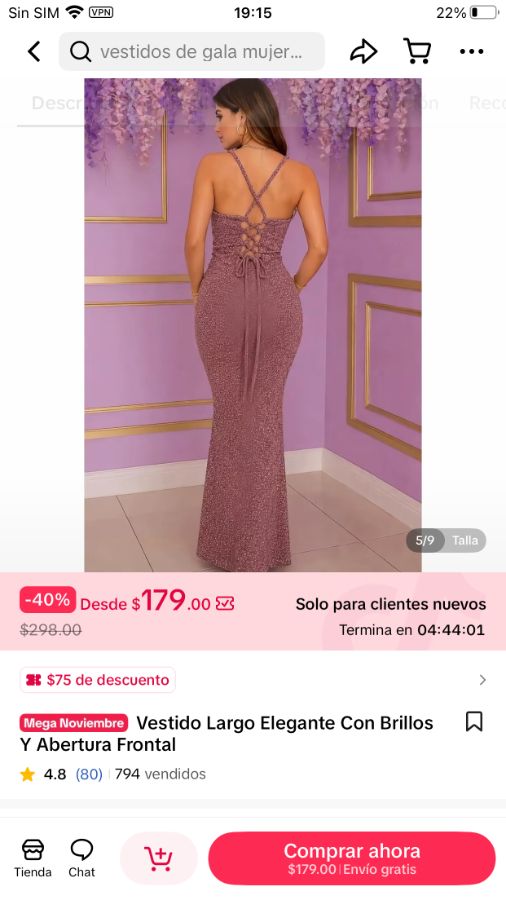 Sin SIM VPN 19:15 22%
vestidos de gala mujer...
5/9 Talla
-40% Desde $179.00 Solo para clientes nuevos
$298.00 Termina en 04:44:01
$75 de descuento
Mega Noviembre Vestido Largo Elegante Con Brillos
Y Abertura Frontal
4.8 (80) 794 vendidos
Comprar ahora
Tienda Chat $179.00 Envío gratis